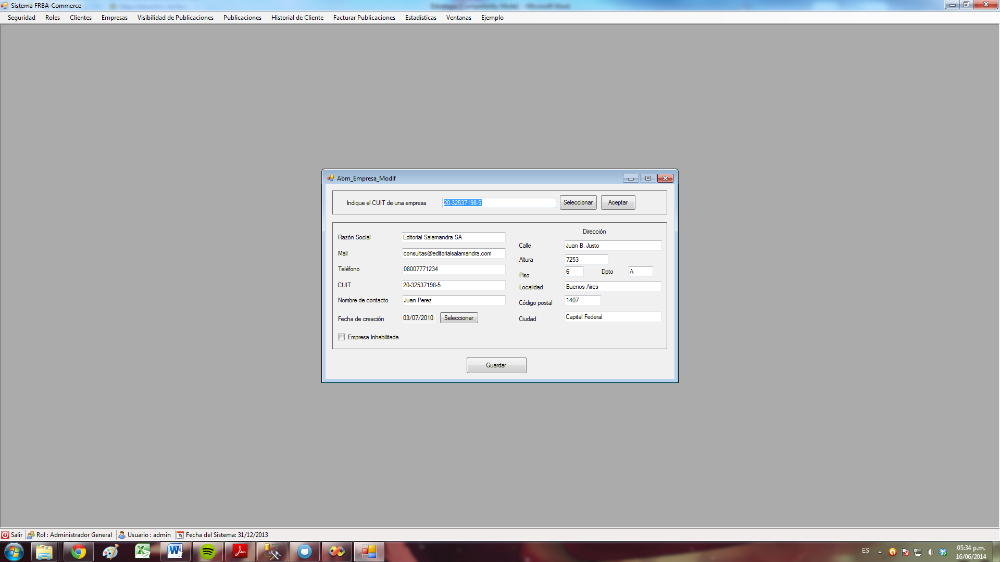 Sistema FRBA-Commerce
Seguridad Roles Clientes Empresas Visibilidad de Publicaciones Publicaciones Historial de Cliente Facturar Publicaciones Estadísticas Ventanas Ejemplo
Abm_Empresa_Modif
Indique el CUIT de una empresa 20-32537198-5 Seleccionar Aceptar
Dirección
Razón Social Editorial Salamandra SA
Calle Juan B. Justo
Mail consultas@editorialsalamandra.com
Altura 7253
Teléfono 08007771234
Piso 6 Dpto A
CUIT 20-32537198-5
Localidad Buenos Aires
Nombre de contacto Juan Perez
Código postal 1407
Fecha de creación 03/07/2010 Seleccionar
Ciudad Capital Federal
Empresa Inhabilitada
Guardar
Salir Rol : Administrador General Usuario : admin Fecha del Sistema: 31/12/2013
ES
05:34 p.m.
16/06/2014